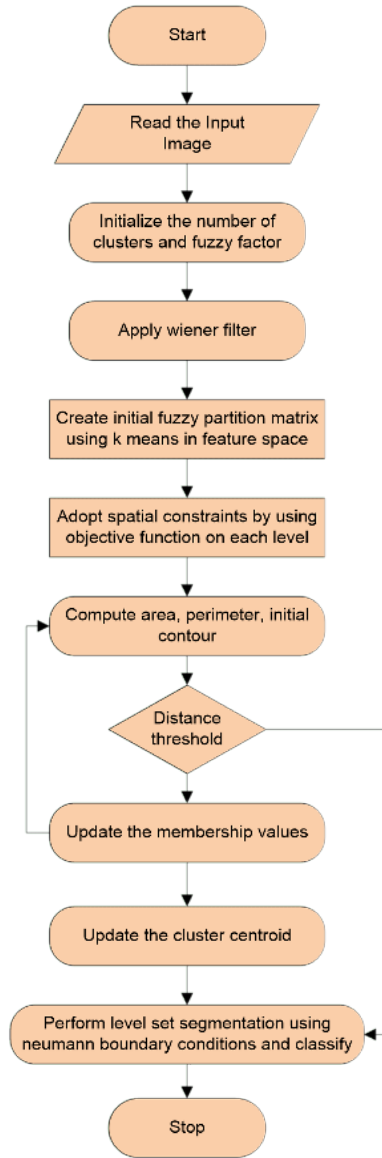 Start
Read the Input
Image
Initialize the number of
clusters and fuzzy factor
Apply wiener filter
Create initial fuzzy partition matrix
using k means in feature space
Adopt spatial constraints by using
objective function on each level
Compute area, perimeter, initial
contour
Distance
threshold
Update the membership values
Update the cluster centroid
Perform level set segmentation using
neumann boundary conditions and classify
Stop